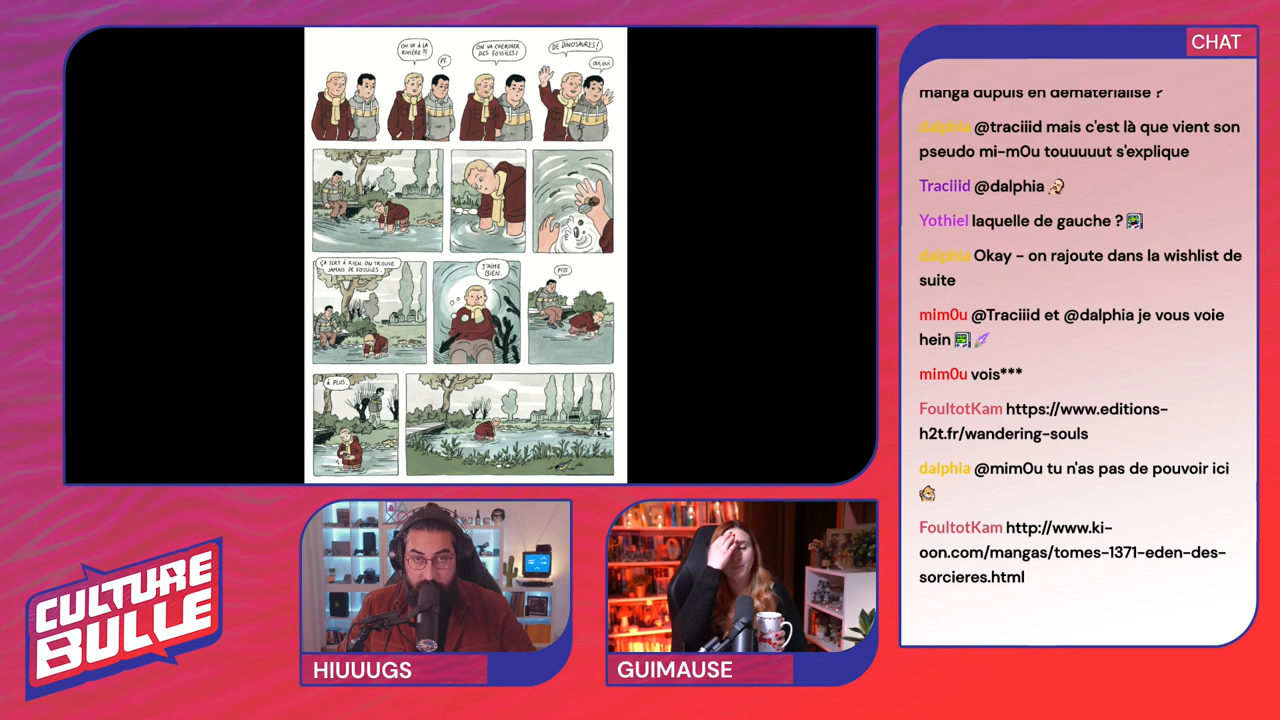 ON VA À LA
RIVIÈRE ?!
PF.
ON VA CHERCHER
DES FOSSILES !
DE DINOSAURES !
OUI, OUI.
ÇA SERT À RIEN. ON TROUVE
JAMAIS DE FOSSILES.
J'AIME
BIEN.
PFFF
À PLUS.
CULTURE
BULLE
HIUUUGS
GUIMAUSE
CHAT
manga dupuis en dématérialisé ?
dalphia @traciiid mais c'est là que vient son
pseudo mi-m0u touuuuut s'explique
Traciiid @dalphia
Yothiel laquelle de gauche ?
dalphia Okay - on rajoute dans la wishlist de
suite
mim0u @Traciiid et @dalphia je vous voie
hein
mim0u vois***
FoultotKam https://www.editions-
h2t.fr/wandering-souls
dalphia @mim0u tu n'as pas de pouvoir ici
FoultotKam http://www.ki-
oon.com/mangas/tomes-1371-eden-des-
sorcieres.html